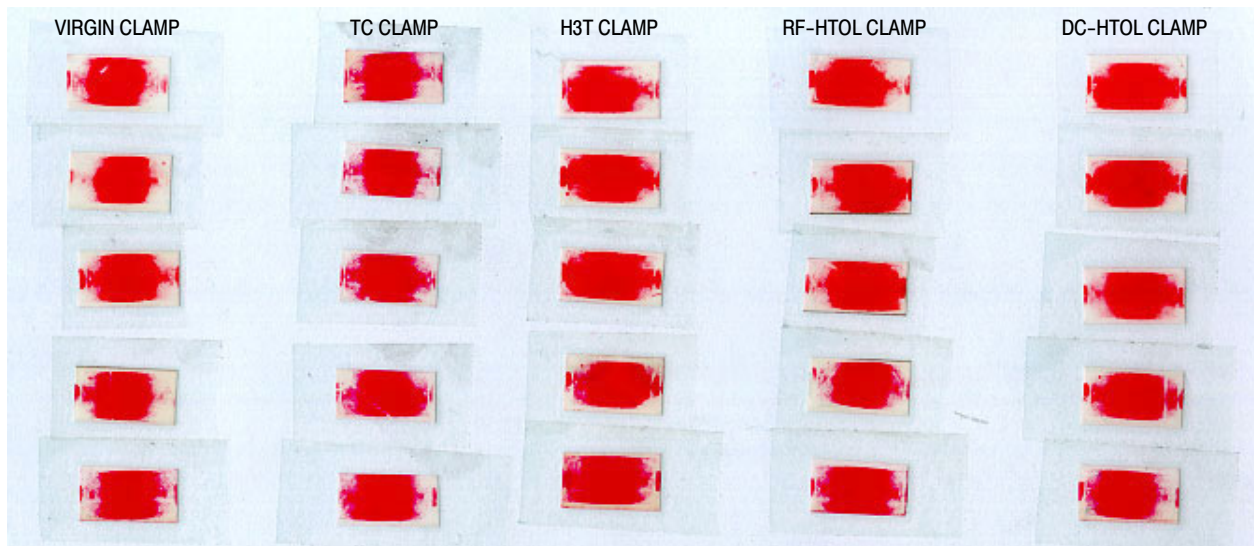 VIRGIN CLAMP
TC CLAMP
H3T CLAMP
RF-HTOL CLAMP
DC-HTOL CLAMP